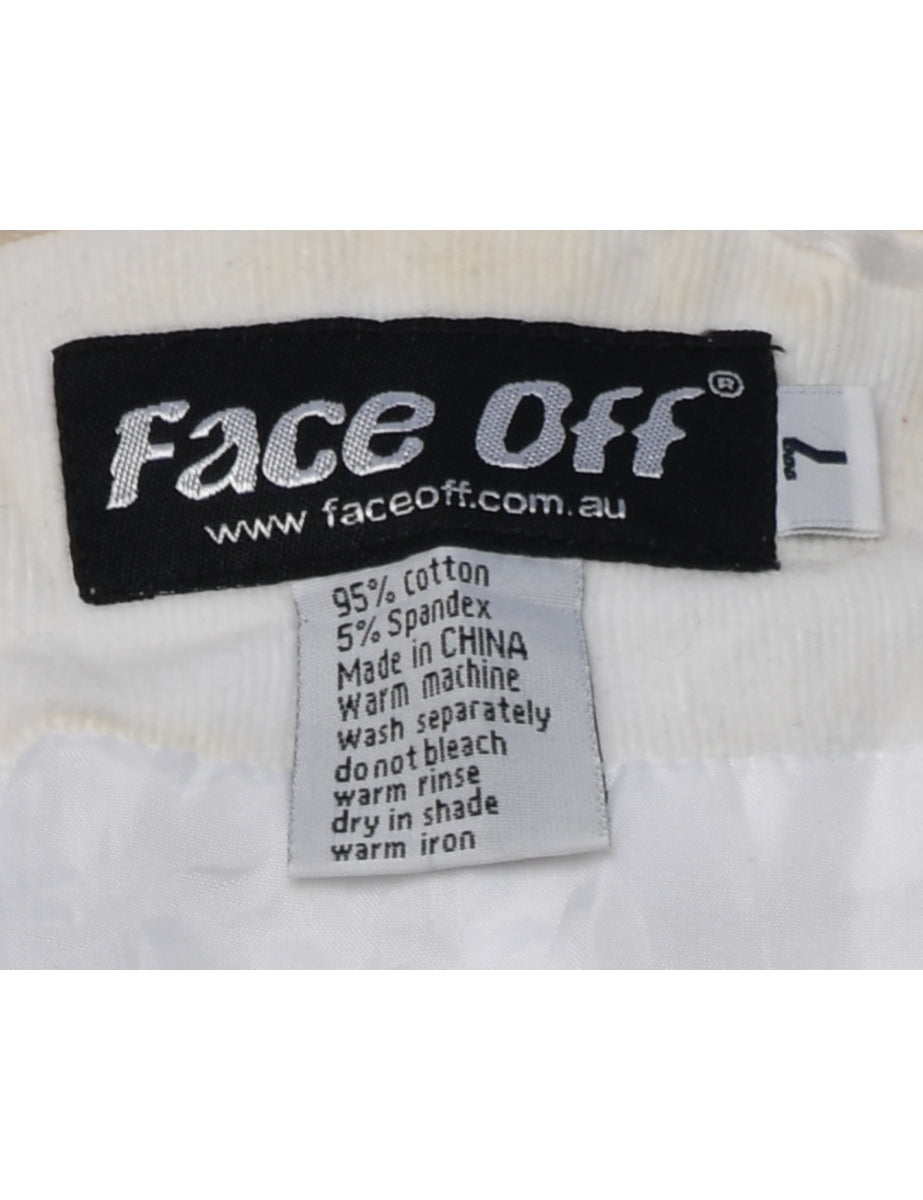 Face Off ®
www.faceoff.com.au
7
95% Cotton
5% Spandex
Made in CHINA
Warm machine
wash separately
do not bleach
warm rinse
dry in shade
warm iron